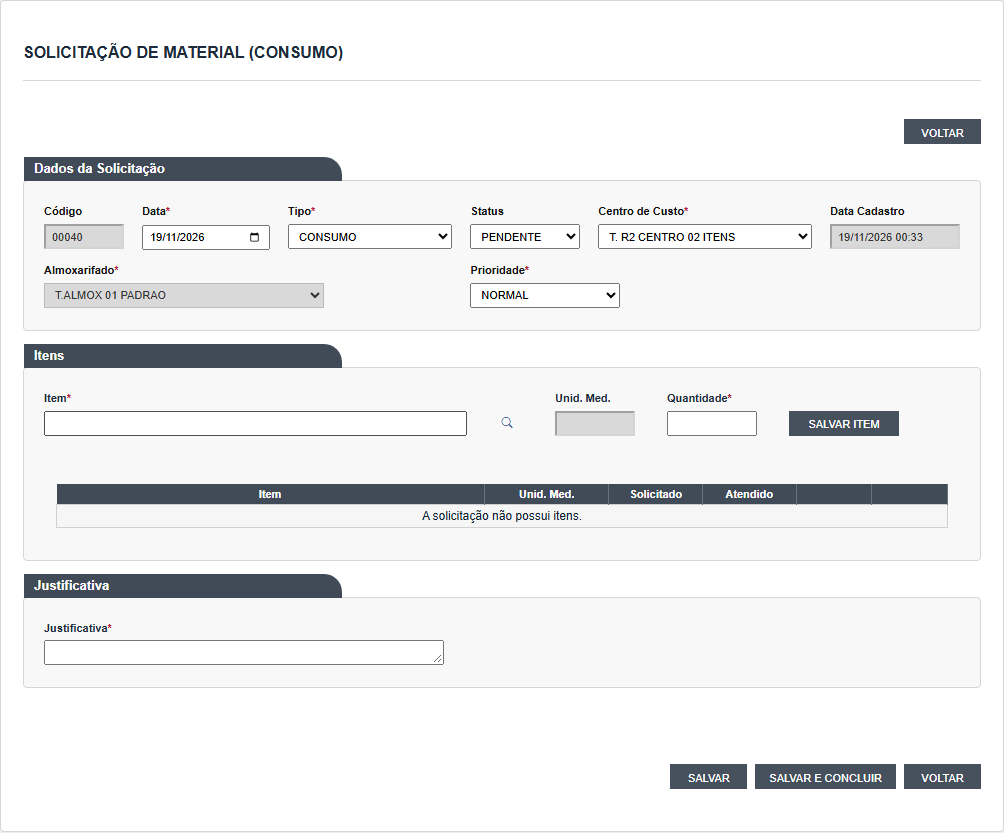 SOLICITAÇÃO DE MATERIAL (CONSUMO)
VOLTAR
Dados da Solicitação
Código Data* Tipo* Status Centro de Custo* Data Cadastro
00040 19/11/2026 CONSUMO PENDENTE T. R2 CENTRO 02 ITENS 19/11/2026 00:33
Almoxarifado* Prioridade*
T.ALMOX 01 PADRAO NORMAL
Itens
Item* Unid. Med. Quantidade*
SALVAR ITEM
Item Unid. Med. Solicitado Atendido
A solicitação não possui itens.
Justificativa
Justificativa*
SALVAR SALVAR E CONCLUIR VOLTAR